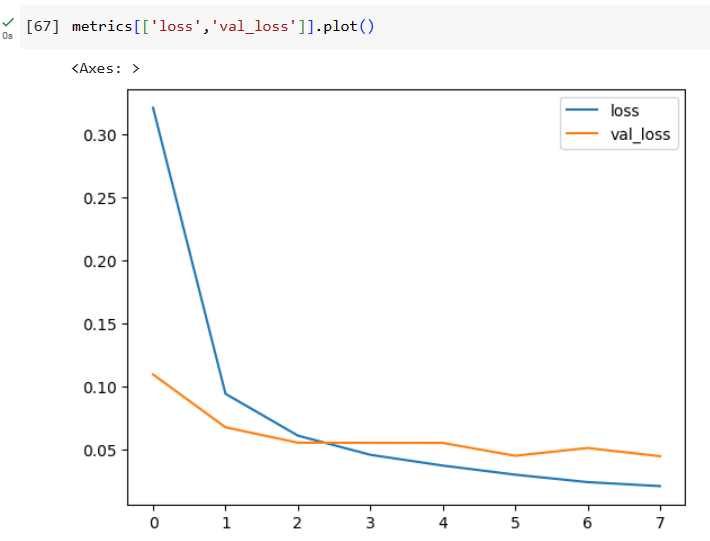 [67] metrics[['loss','val_loss']].plot()
0s
<Axes: >
loss
val_loss
0.30
0.25
0.20
0.15
0.10
0.05
0 1 2 3 4 5 6 7